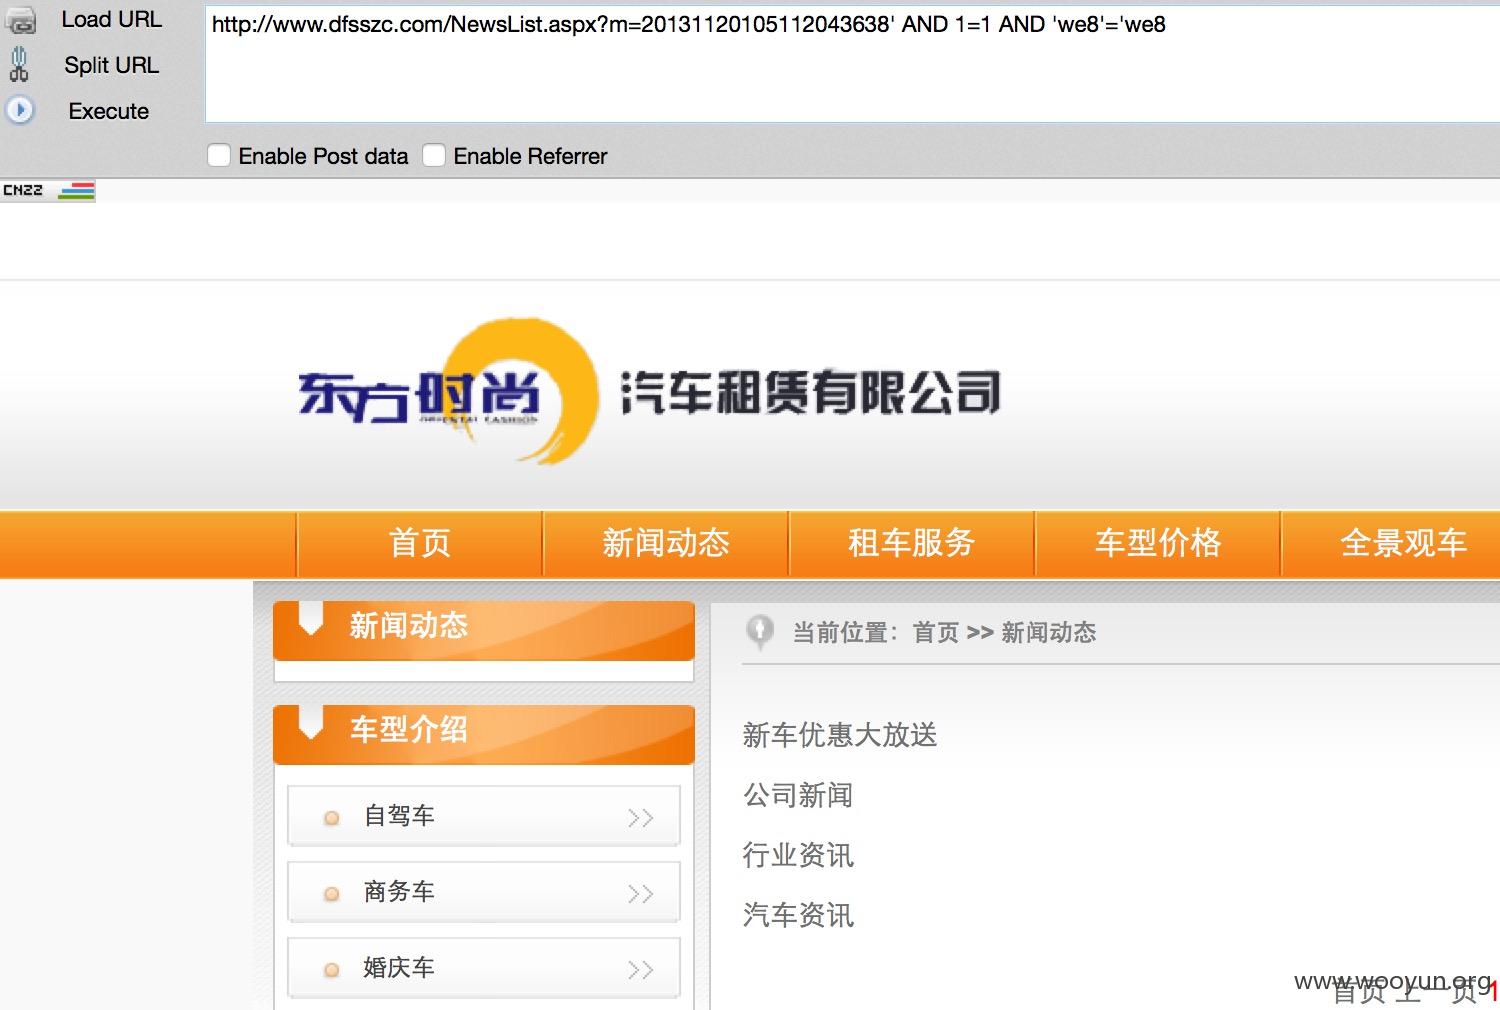 Load URL
http://www.dfsszc.com/NewsList.aspx?m=20131120105112043638' AND 1=1 AND 'we8'='we8
Split URL
Execute
Enable Post data Enable Referrer
CNZZ
东方时尚 汽车租赁有限公司
ORIENTAL FASHION
首页 新闻动态 租车服务 车型价格 全景观车
新闻动态
当前位置：首页 >> 新闻动态
车型介绍
新车优惠大放送
公司新闻
自驾车 >>
行业资讯
商务车 >>
汽车资讯
婚庆车 >>
www.wooyun.org
首页 上一页 1